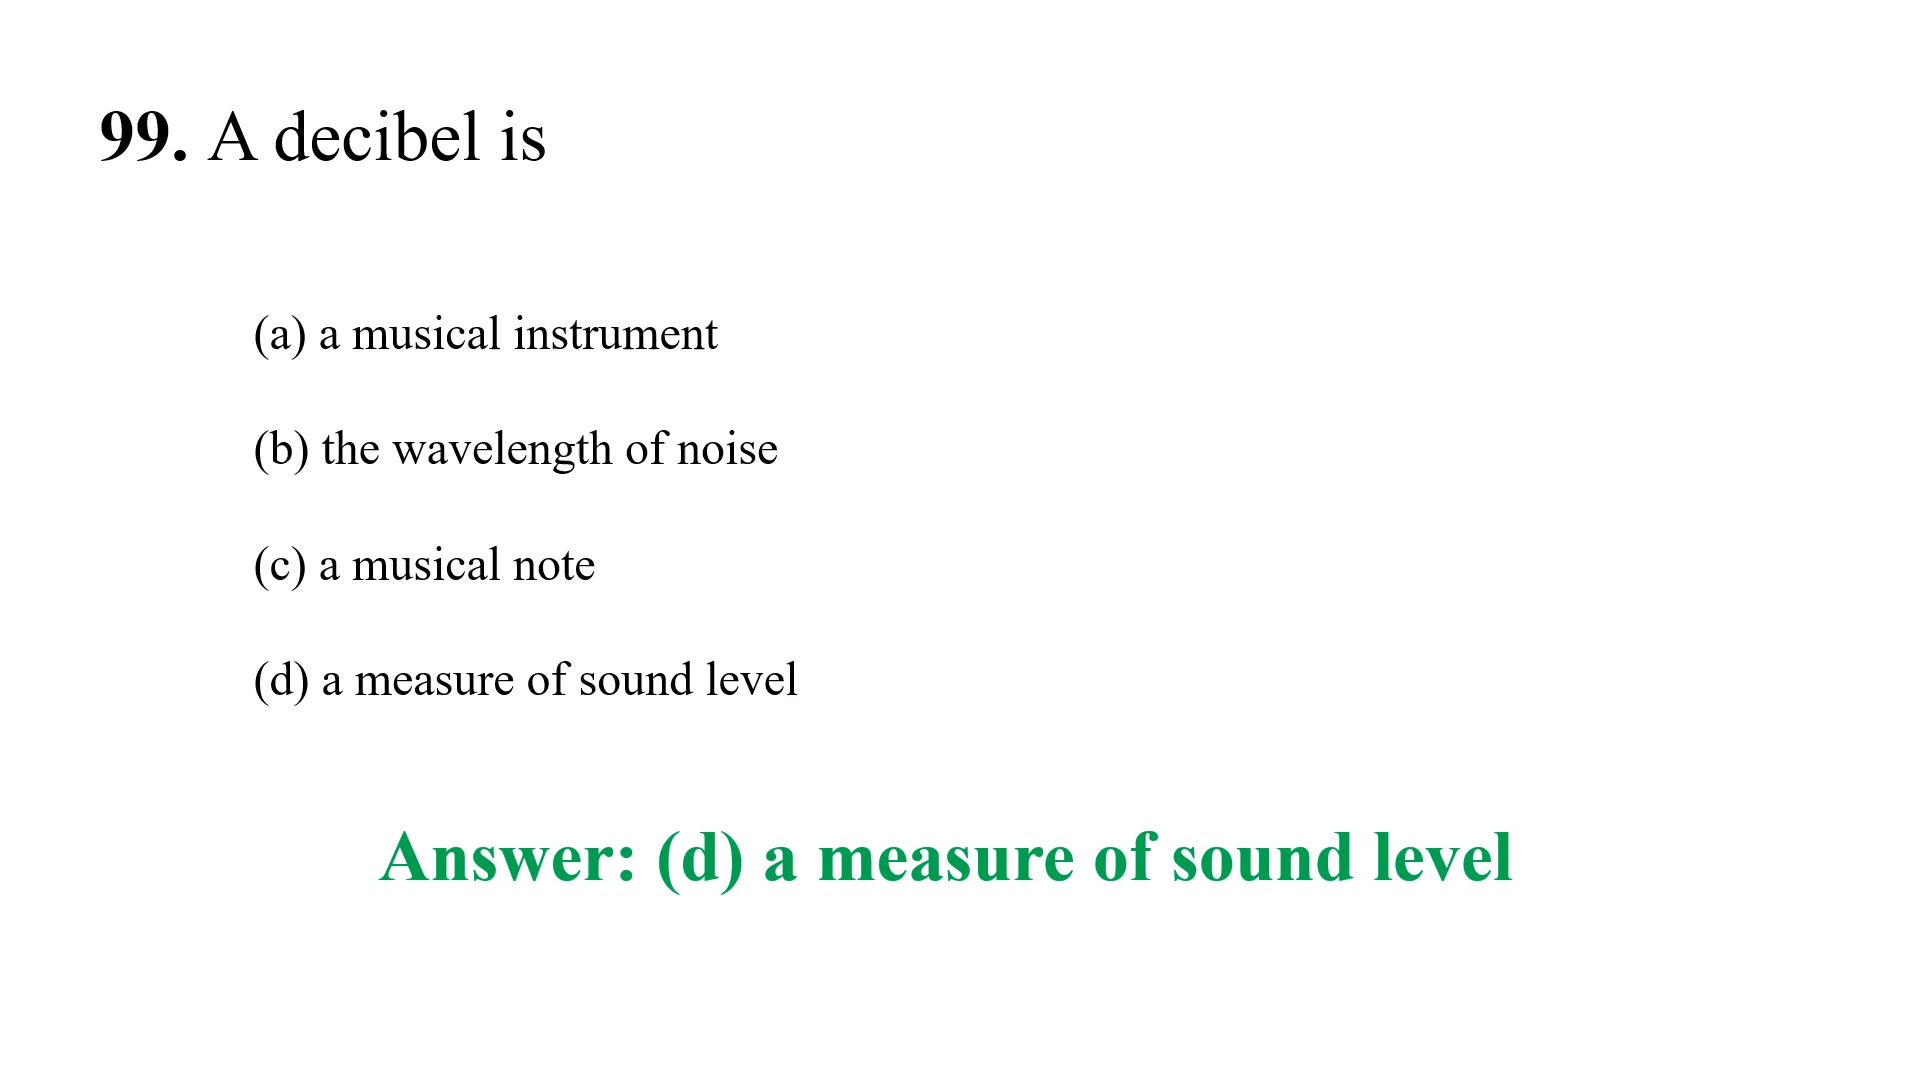 99. A decibel is
(a) a musical instrument
(b) the wavelength of noise
(c) a musical note
(d) a measure of sound level
Answer: (d) a measure of sound level